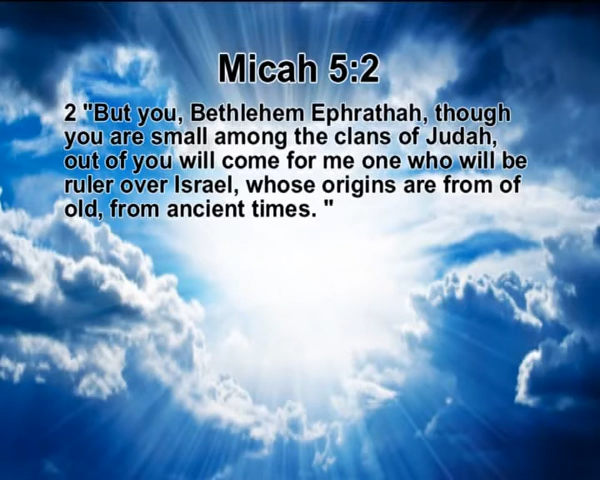 Micah 5:2
2 "But you, Bethlehem Ephrathah, though
you are small among the clans of Judah,
out of you will come for me one who will be
ruler over Israel, whose origins are from of
old, from ancient times. "